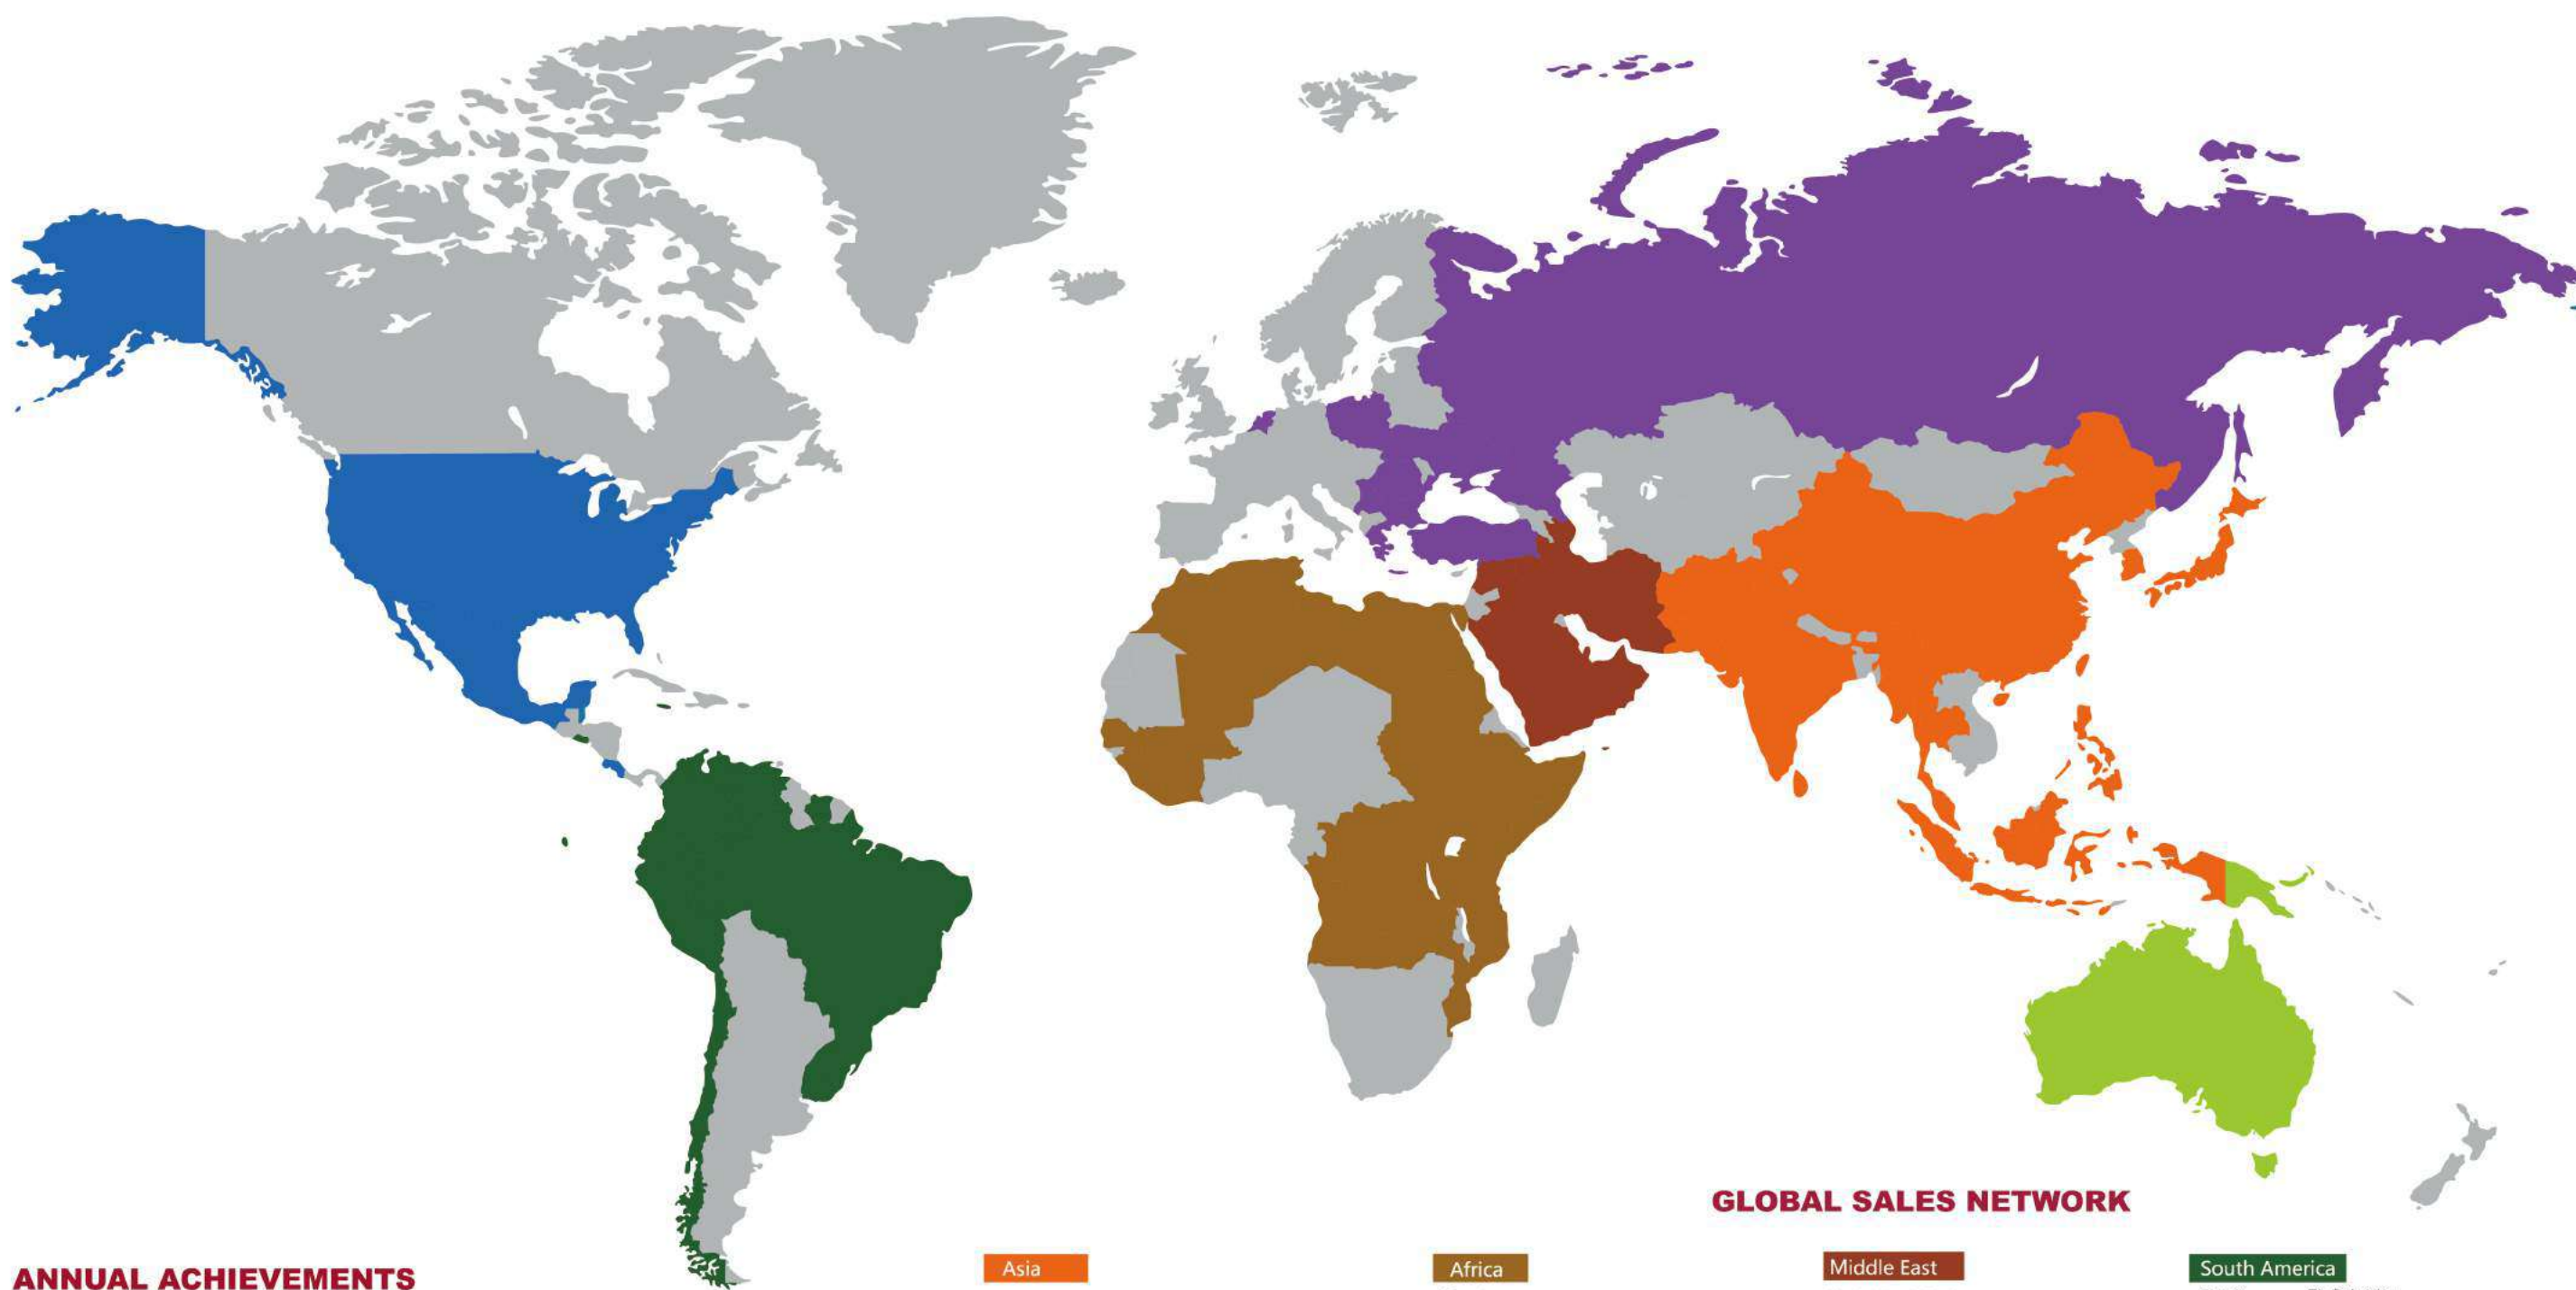 GLOBAL SALES NETWORK
ANNUAL ACHIEVEMENTS
Asia
Africa
Middle East
South America